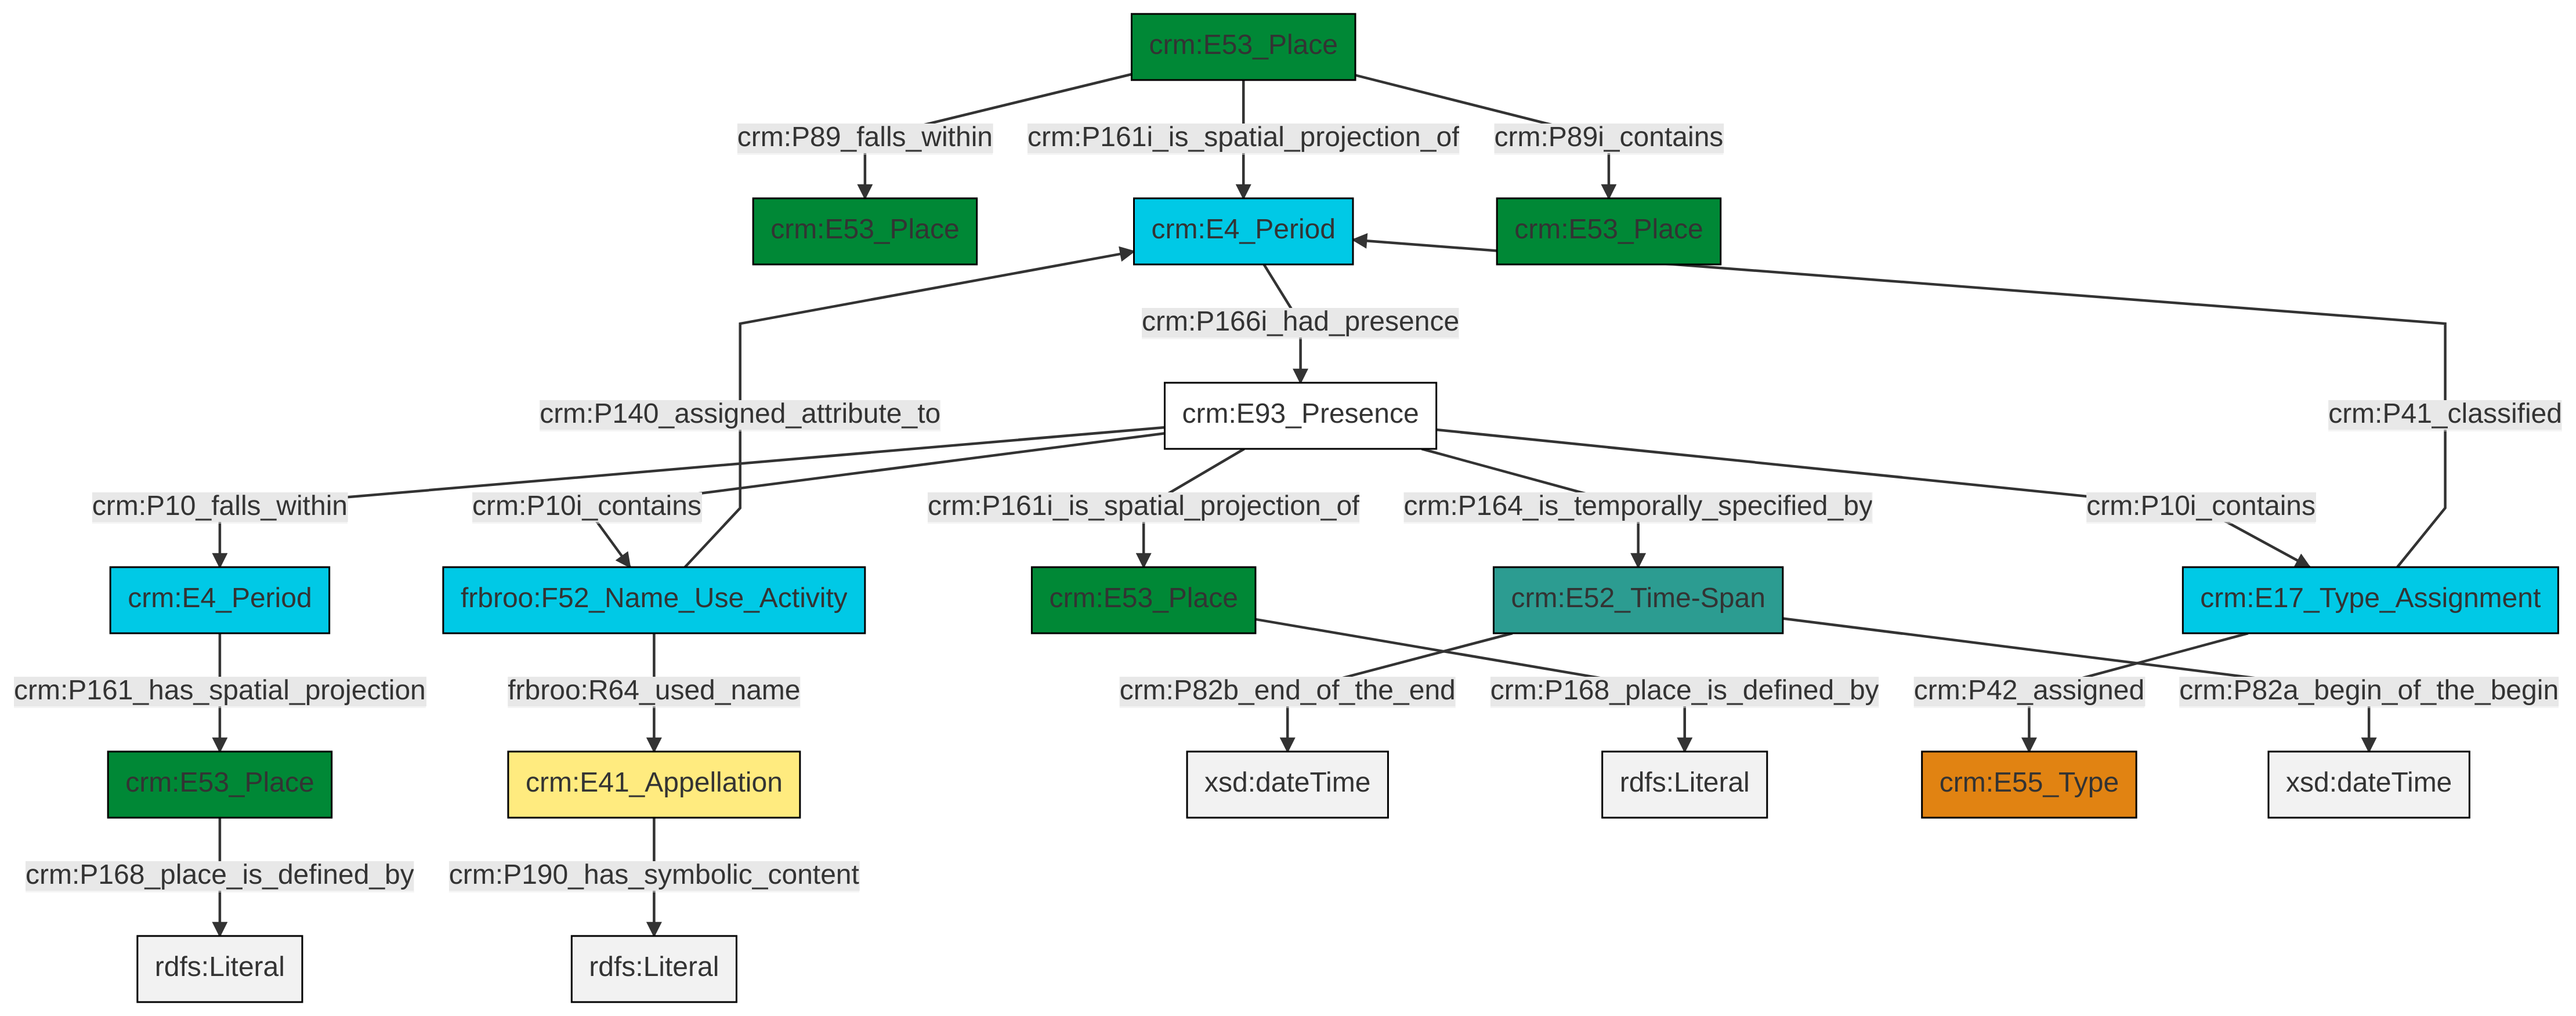 crm:E53_Place
crm:P89_falls_within
crm:P161i_is_spatial_projection_of
crm:P89i_contains
crm:E53_Place
crm:E4_Period
crm:E53_Place
crm:P166i_had_presence
crm:P140_assigned_attribute_to
crm:E93_Presence
crm:P41_classified
crm:P10_falls_within
crm:P10i_contains
crm:P161i_is_spatial_projection_of
crm:P164_is_temporally_specified_by
crm:P10i_contains
crm:E4_Period
frbroo:F52_Name_Use_Activity
crm:E53_Place
crm:E52_Time-Span
crm:E17_Type_Assignment
crm:P161_has_spatial_projection
frbroo:R64_used_name
crm:P82b_end_of_the_end
crm:P168_place_is_defined_by
crm:P42_assigned
crm:P82a_begin_of_the_begin
crm:E53_Place
crm:E41_Appellation
xsd:dateTime
rdfs:Literal
crm:E55_Type
xsd:dateTime
crm:P168_place_is_defined_by
crm:P190_has_symbolic_content
rdfs:Literal
rdfs:Literal